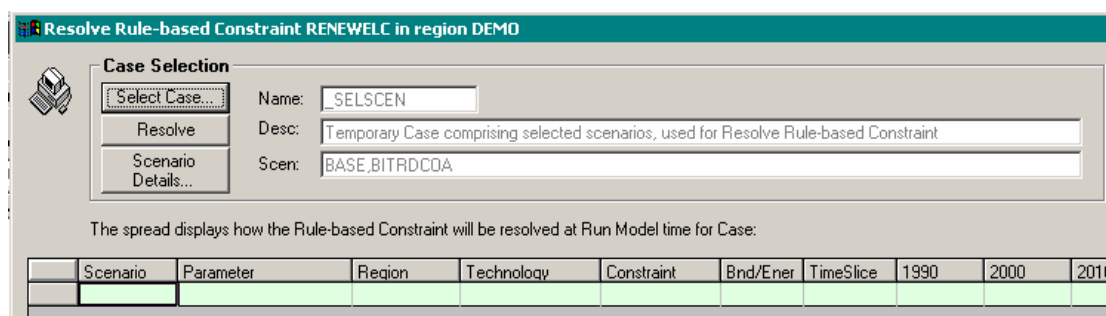 Resolve Rule-based Constraint RENEWELC in region DEMO
Case Selection
Select Case... Name: _SELSCEN
Resolve Desc: Temporary Case comprising selected scenarios, used for Resolve Rule-based Constraint
Scenario Details... Scen: BASE,BITRDCOA
The spread displays how the Rule-based Constraint will be resolved at Run Model time for Case:
Scenario Parameter Region Technology Constraint Bnd/Ener TimeSlice 1990 2000